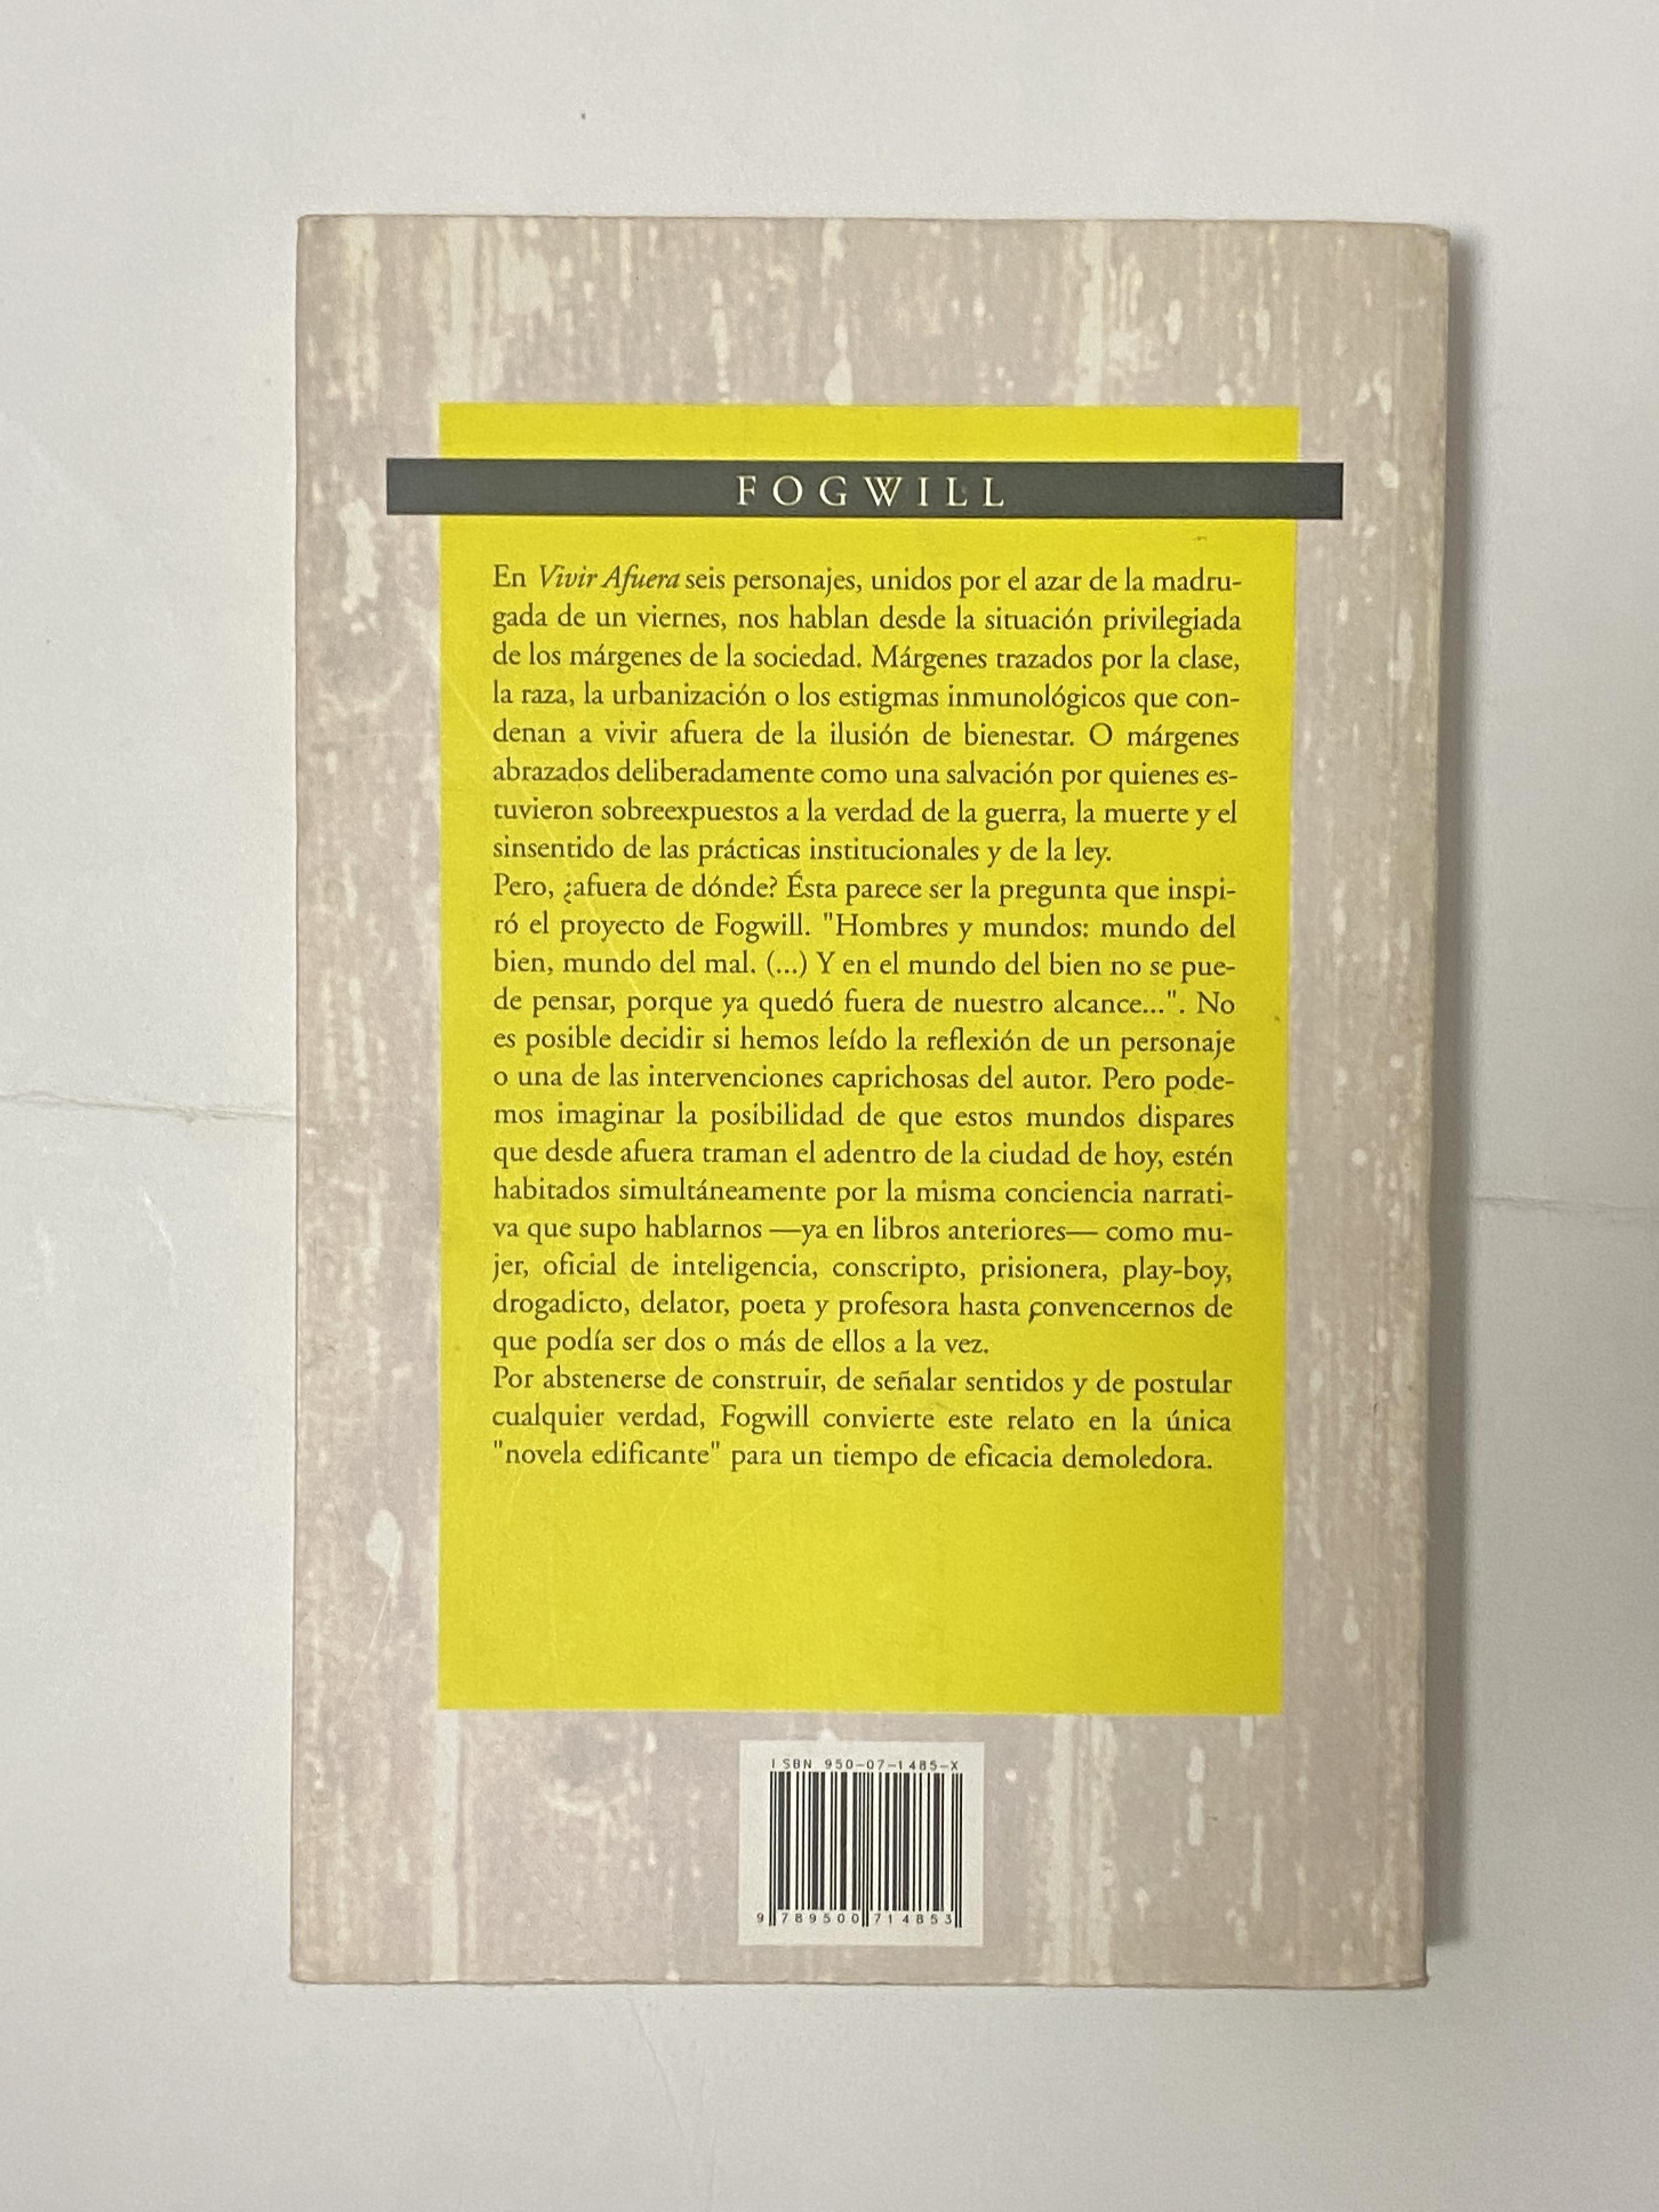 FOGWILL
En Vivir Afuera seis personajes, unidos por el azar de la madru-
gada de un viernes, nos hablan desde la situación privilegiada
de los márgenes de la sociedad. Márgenes trazados por la clase,
la raza, la urbanización o los estigmas inmunológicos que con-
denan a vivir afuera de la ilusión de bienestar. O márgenes
abrazados deliberadamente como una salvación por quienes es-
tuvieron sobreexpuestos a la verdad de la guerra, la muerte y el
sinsentido de las prácticas institucionales y de la ley.
Pero, ¿afuera de dónde? Ésta parece ser la pregunta que inspi-
ró el proyecto de Fogwill. "Hombres y mundos: mundo del
bien, mundo del mal. (...) Y en el mundo del bien no se pue-
de pensar, porque ya quedó fuera de nuestro alcance...". No
es posible decidir si hemos leído la reflexión de un personaje
o una de las intervenciones caprichosas del autor. Pero pode-
mos imaginar la posibilidad de que estos mundos dispares
que desde afuera traman el adentro de la ciudad de hoy, estén
habitados simultáneamente por la misma conciencia narrati-
va que supo hablarnos —ya en libros anteriores— como mu-
jer, oficial de inteligencia, conscripto, prisionera, play-boy,
drogadicto, delator, poeta y profesora hasta convencernos de
que podía ser dos o más de ellos a la vez.
Por abstenerse de construir, de señalar sentidos y de postular
cualquier verdad, Fogwill convierte este relato en la única
"novela edificante" para un tiempo de eficacia demoledora.
ISBN 950-07-1485-X
9 789500 714853